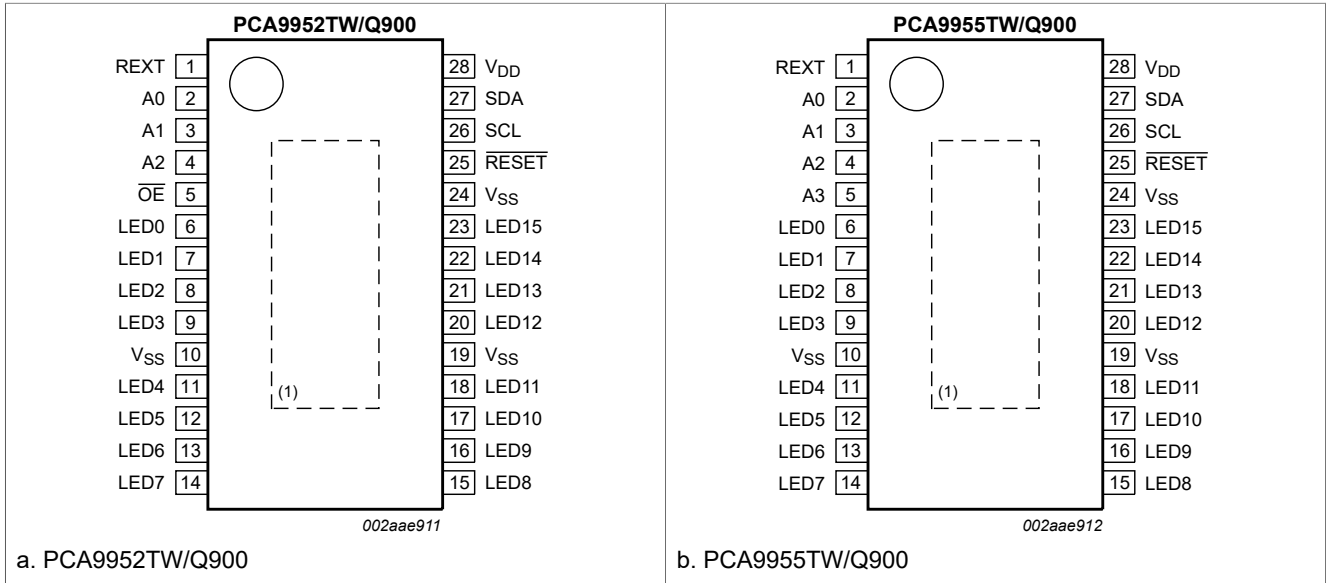 PCA9952TW/Q900
REXT 1
A0 2
A1 3
A2 4
OE 5
LED0 6
LED1 7
LED2 8
LED3 9
VSS 10
LED4 11
LED5 12
LED6 13
LED7 14
28 VDD
27 SDA
26 SCL
25 RESET
24 VSS
23 LED15
22 LED14
21 LED13
20 LED12
19 VSS
18 LED11
17 LED10
16 LED9
15 LED8
(1)
002aae911
a. PCA9952TW/Q900
PCA9955TW/Q900
REXT 1
A0 2
A1 3
A2 4
A3 5
LED0 6
LED1 7
LED2 8
LED3 9
VSS 10
LED4 11
LED5 12
LED6 13
LED7 14
28 VDD
27 SDA
26 SCL
25 RESET
24 VSS
23 LED15
22 LED14
21 LED13
20 LED12
19 VSS
18 LED11
17 LED10
16 LED9
15 LED8
(1)
002aae912
b. PCA9955TW/Q900